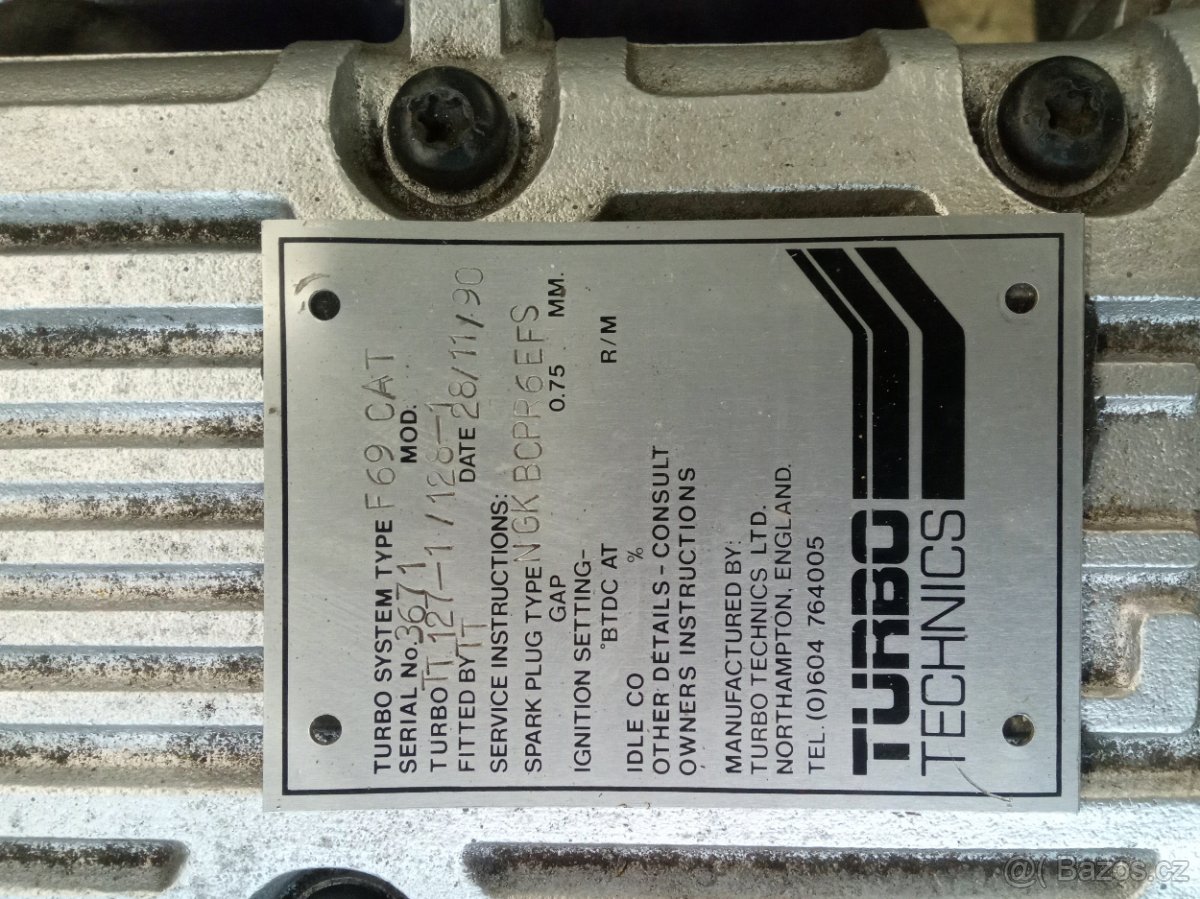 TURBO SYSTEM TYPE F69 CAT
SERIAL No. 3671 MOD:
TURBO TT 127-1 / 128-1
FITTED BY TT DATE 28/11/90
SERVICE INSTRUCTIONS:
SPARK PLUG TYPE NGK BCPR6EFS
GAP 0.75 MM.
IGNITION SETTING-
°BTDC AT R/M
IDLE CO %
OTHER DETAILS - CONSULT
OWNERS INSTRUCTIONS
MANUFACTURED BY:
TURBO TECHNICS LTD.
NORTHAMPTON, ENGLAND.
TEL. (0)604 764005
TURBO
TECHNICS
Bazos.cz